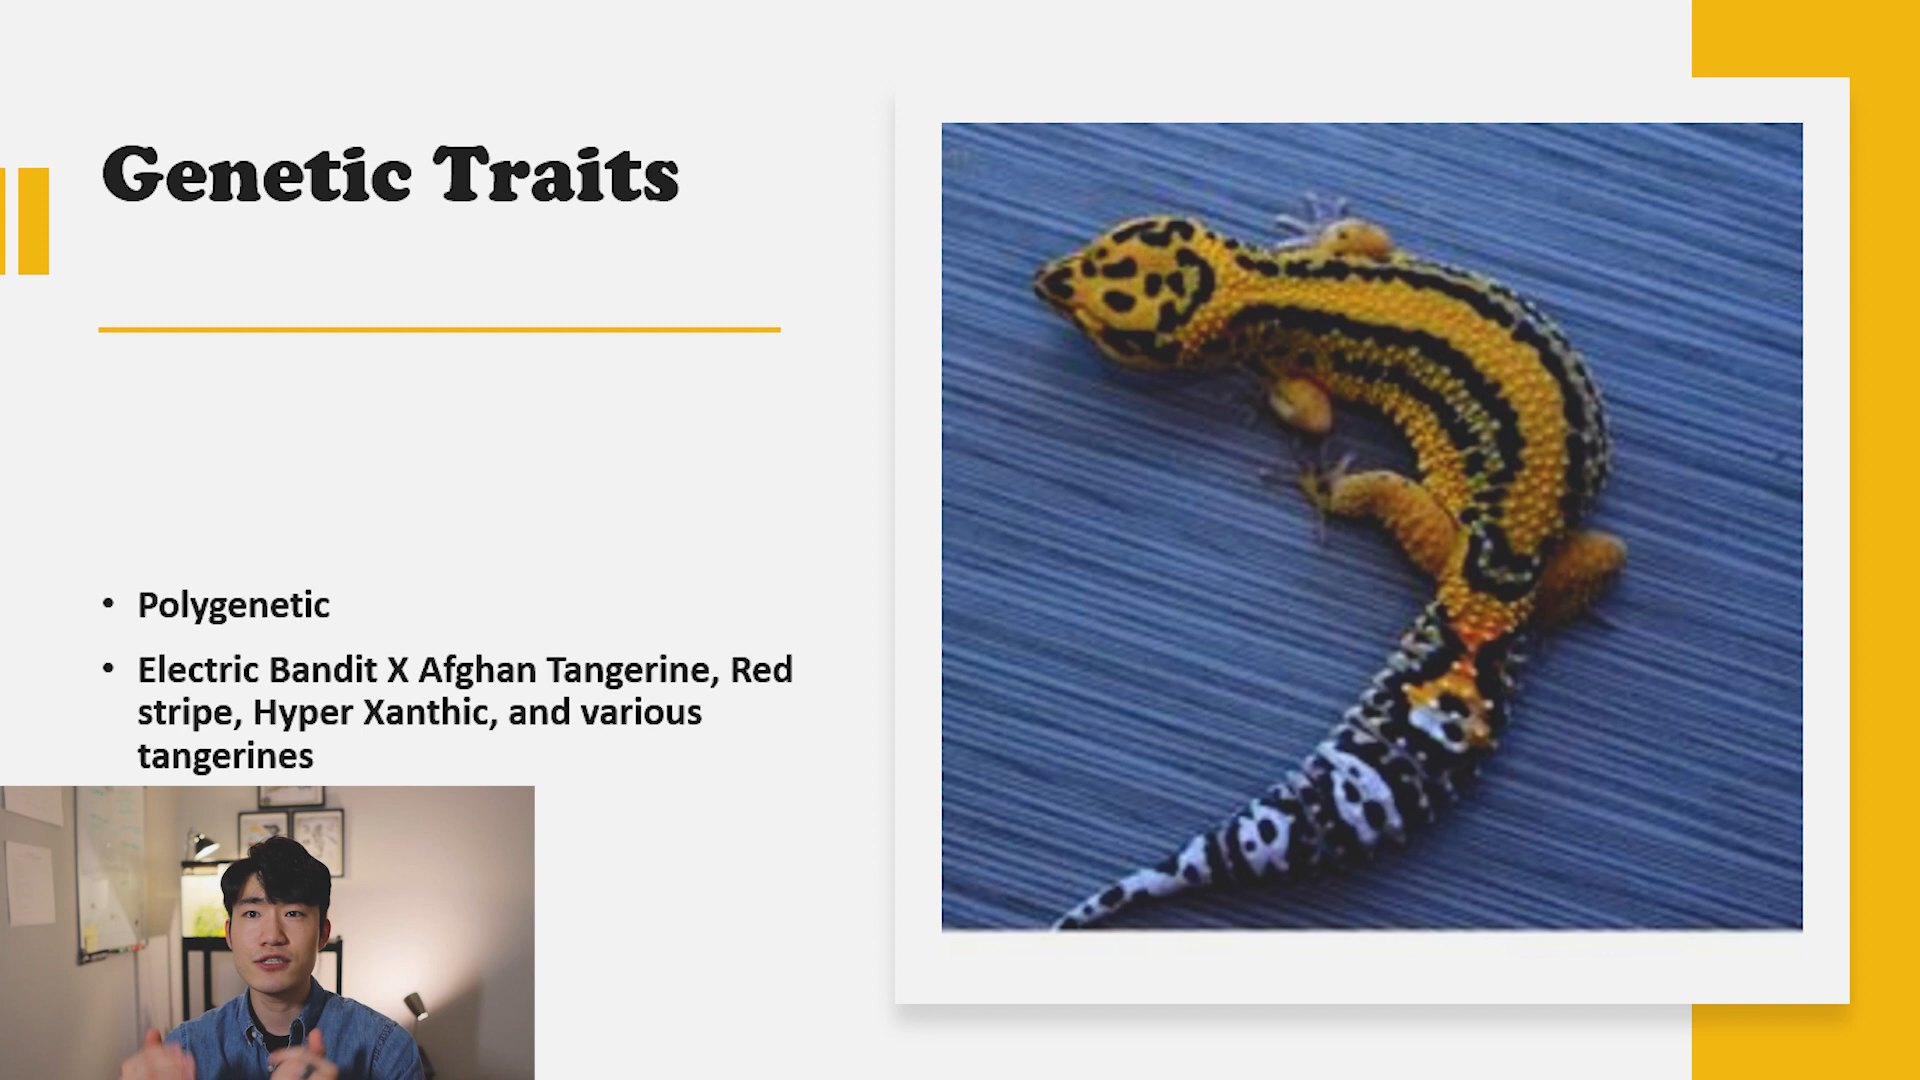 Genetic Traits
• Polygenetic
• Electric Bandit X Afghan Tangerine, Red
stripe, Hyper Xanthic, and various
tangerines